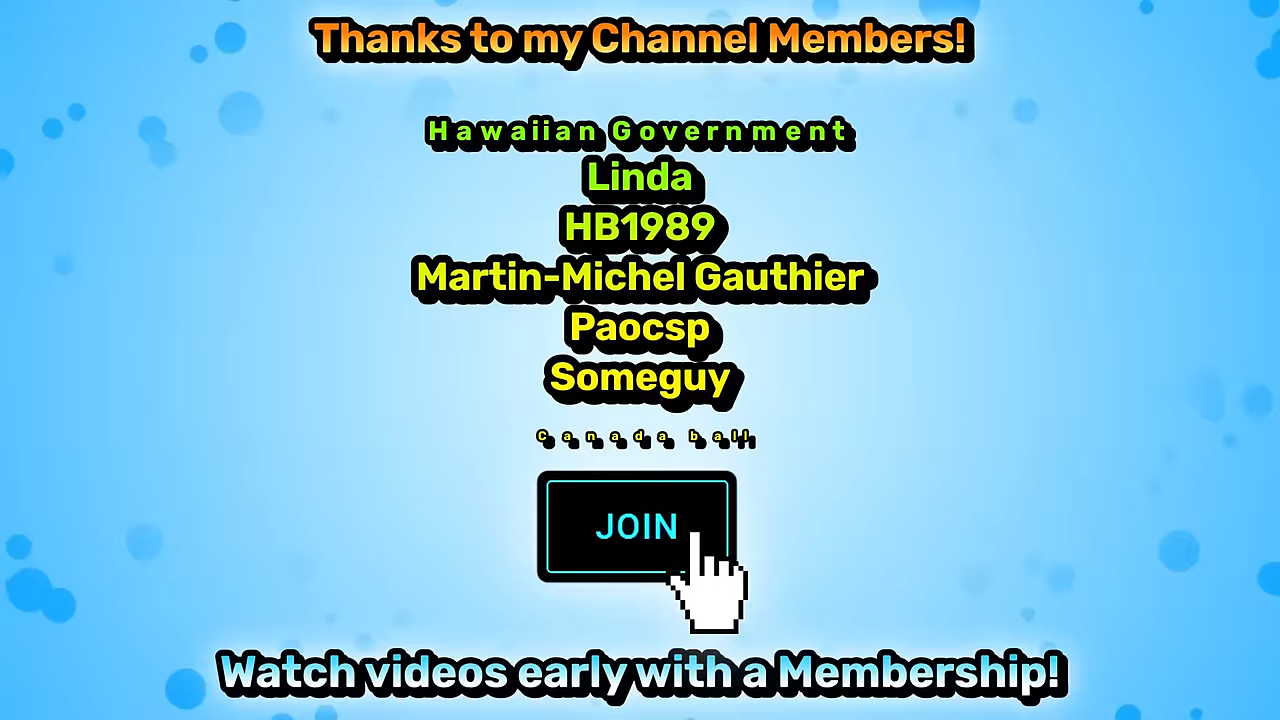 Thanks to my Channel Members!
Hawaiian Government
Linda
HB1989
Martin-Michel Gauthier
Paocsp
Someguy
Canada ball
JOIN
Watch videos early with a Membership!